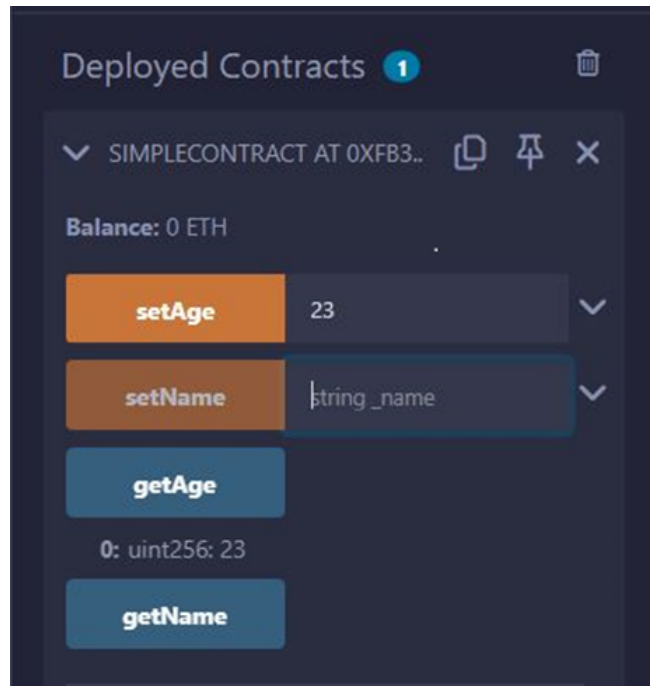 Deployed Contracts 1
SIMPLECONTRACT AT 0XFB3..
Balance: 0 ETH
setAge 23
setName string _name
getAge
0: uint256: 23
getName